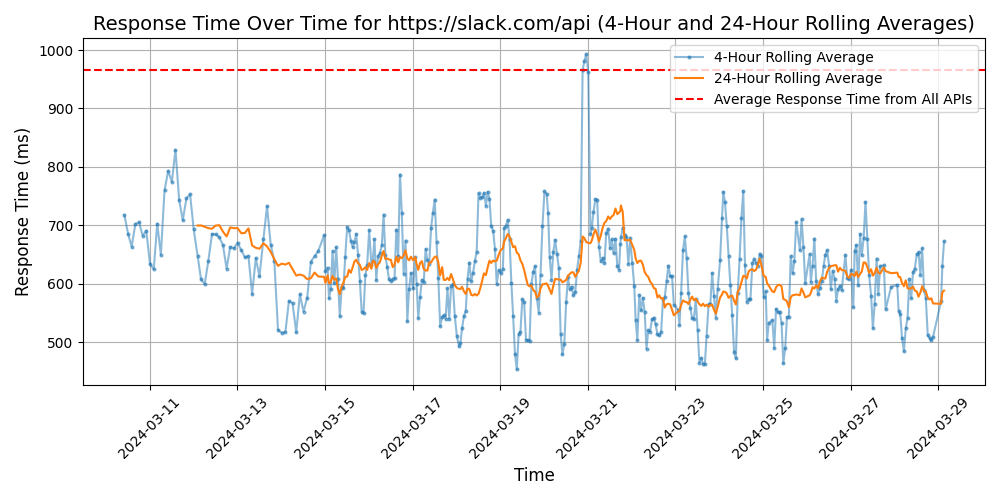 Response Time Over Time for https://slack.com/api (4-Hour and 24-Hour Rolling Averages)
4-Hour Rolling Average
24-Hour Rolling Average
Average Response Time from All APIs
Response Time (ms)
1000
900
800
700
600
500
2024-03-11
2024-03-13
2024-03-15
2024-03-17
2024-03-19
2024-03-21
2024-03-23
2024-03-25
2024-03-27
2024-03-29
Time